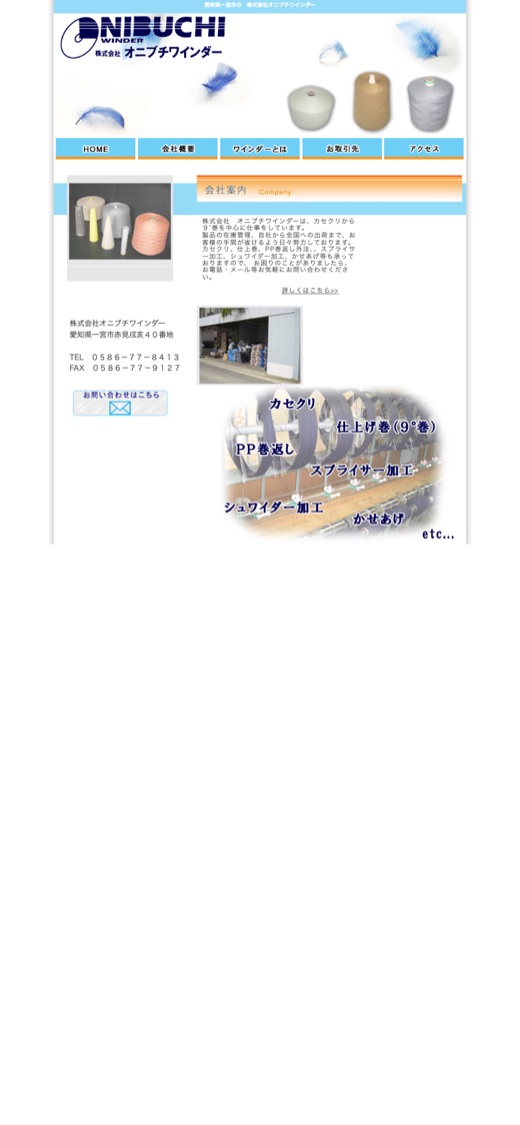 愛知県一宮市の　株式会社オニブチワインダー
ONIBUCHI
WINDER
株式会社 オニブチワインダー
HOME
会社概要
ワインダーとは
お取引先
アクセス
会社案内 Company
株式会社　オニブチワインダーは、カセクリから
9°巻を中心に仕事をしています。
製品の在庫管理、自社から全国への出荷まで、お
客様の手間が省けるよう日々努力しております。
カセクリ、仕上巻、PP巻返し外注、、スプライサ
ー加工、シュワイダー加工、かせあげ等も承って
おりますので、 お困りのことがありましたら、
お電話・メール等お気軽にお問い合わせくださ
い。
詳しくはこちら>>
株式会社オニブチワインダー
愛知県一宮市赤見戌亥４０番地
TEL　０５８６－７７－８４１３
FAX　０５８６－７７－９１２７
お問い合わせはこちら
カセクリ
仕上げ巻(9°巻)
PP巻返し
スプライサー加工
シュワイダー加工
かせあげ
etc...